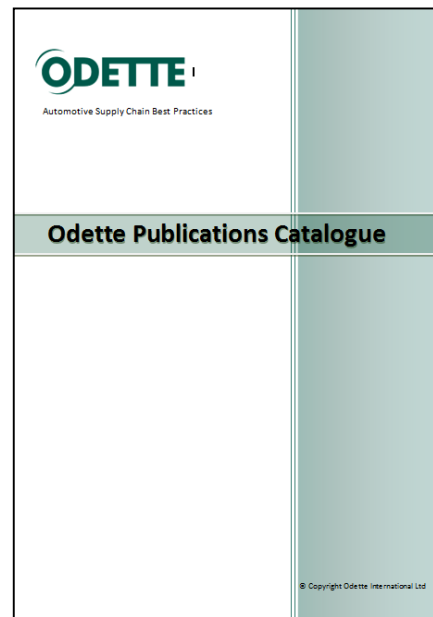 ODETTE
Automotive Supply Chain Best Practices
Odette Publications Catalogue
© Copyright Odette International Ltd